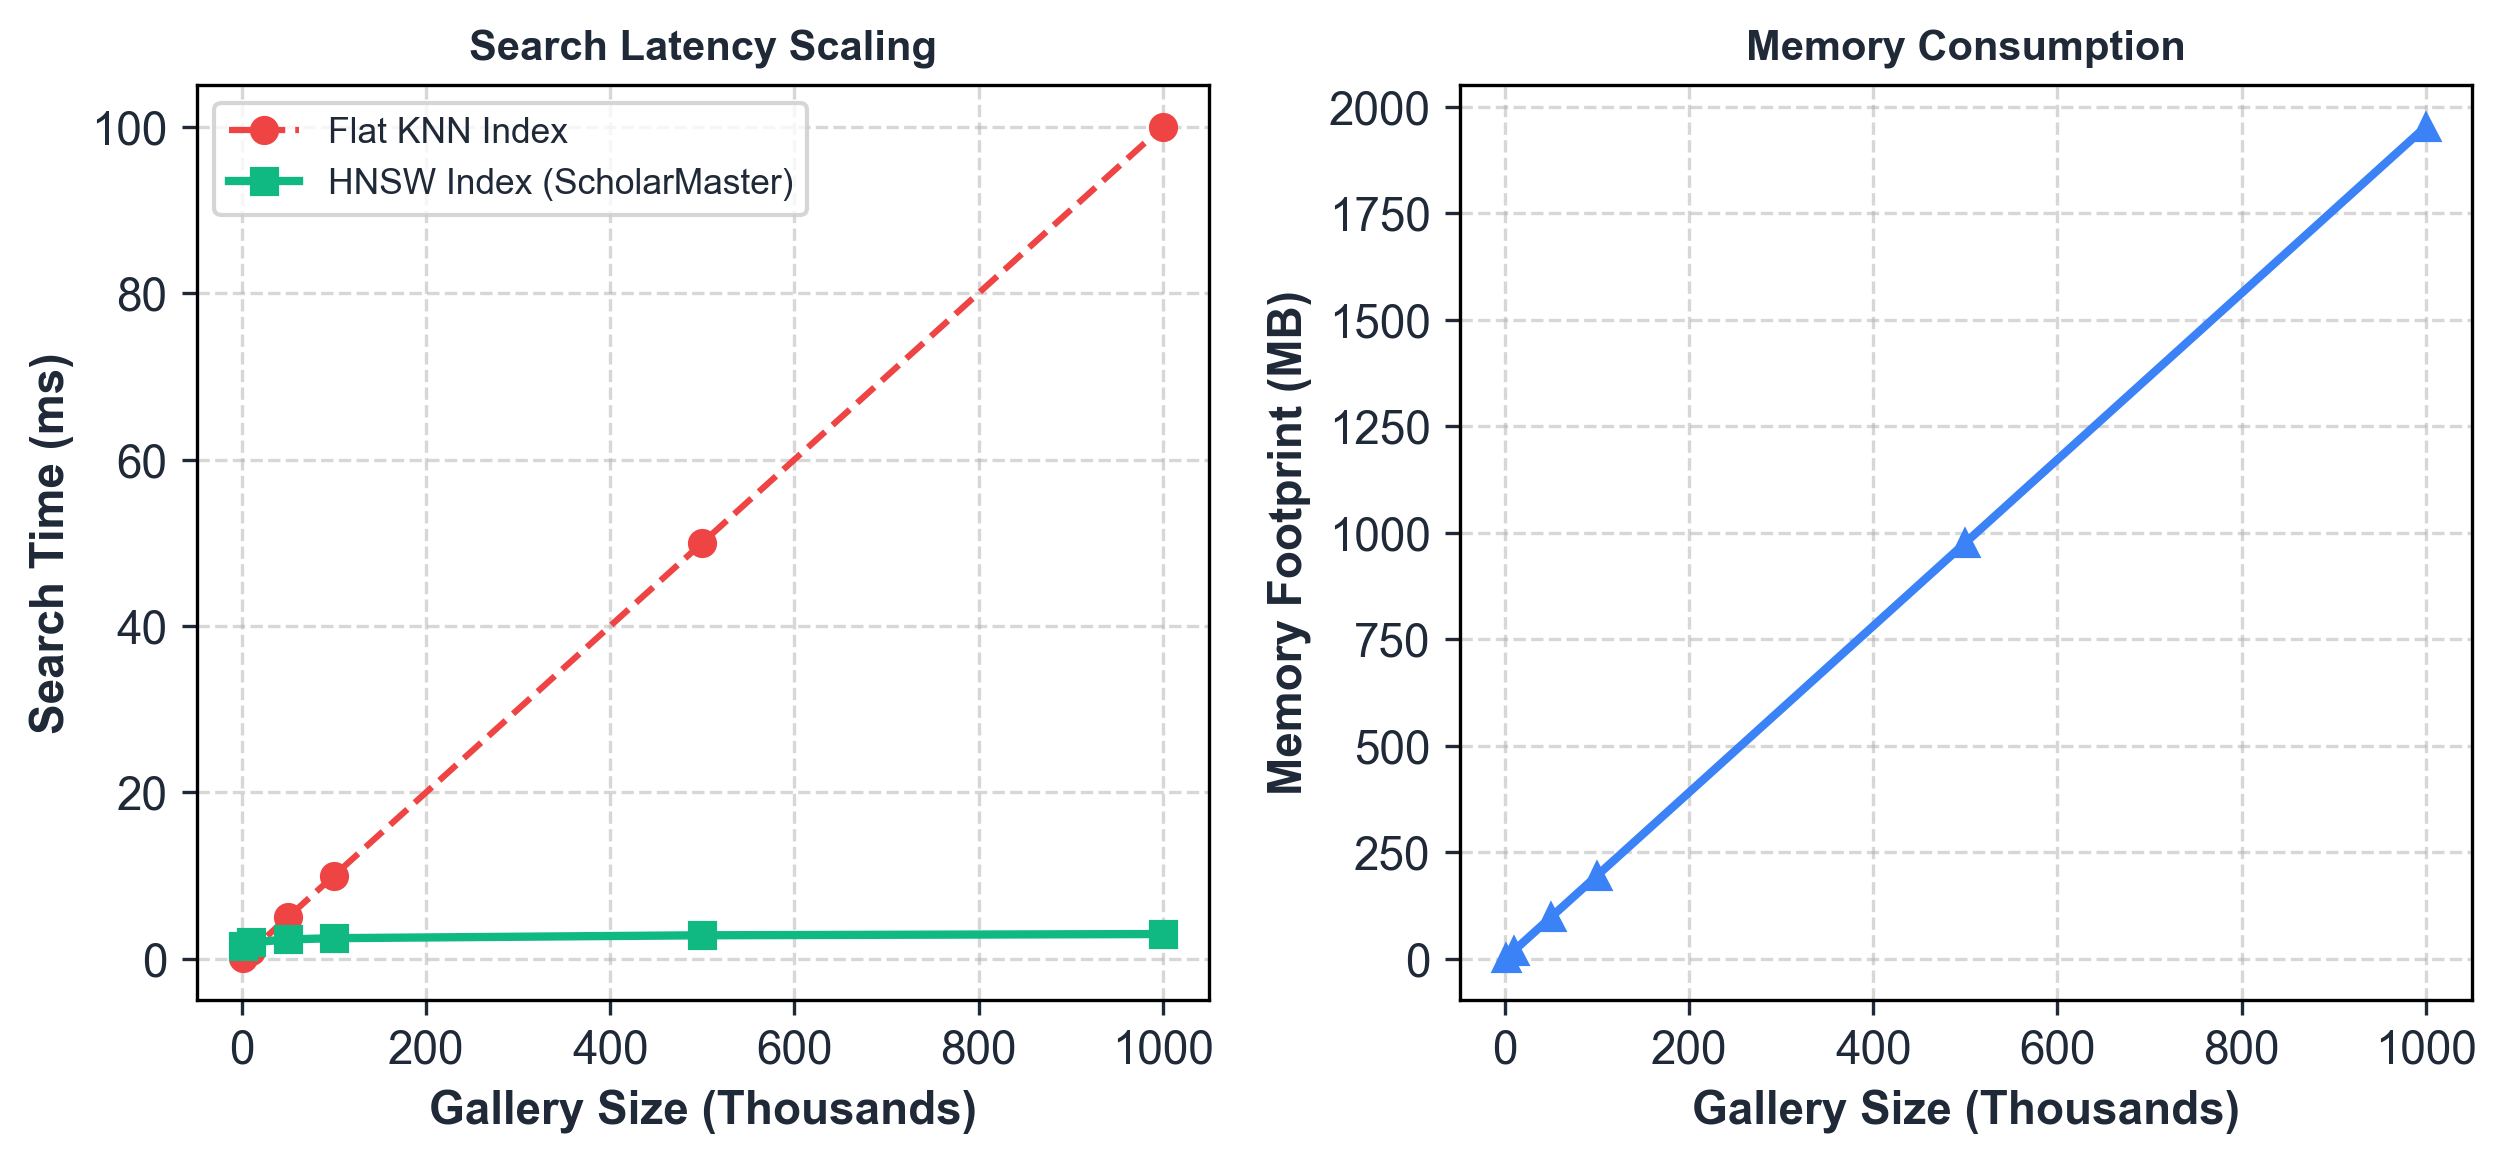 Search Latency Scaling
Flat KNN Index
HNSW Index (ScholarMaster)
Search Time (ms)
100
80
60
40
20
0
0 200 400 600 800 1000
Gallery Size (Thousands)
Memory Consumption
Memory Footprint (MB)
2000
1750
1500
1250
1000
750
500
250
0
0 200 400 600 800 1000
Gallery Size (Thousands)